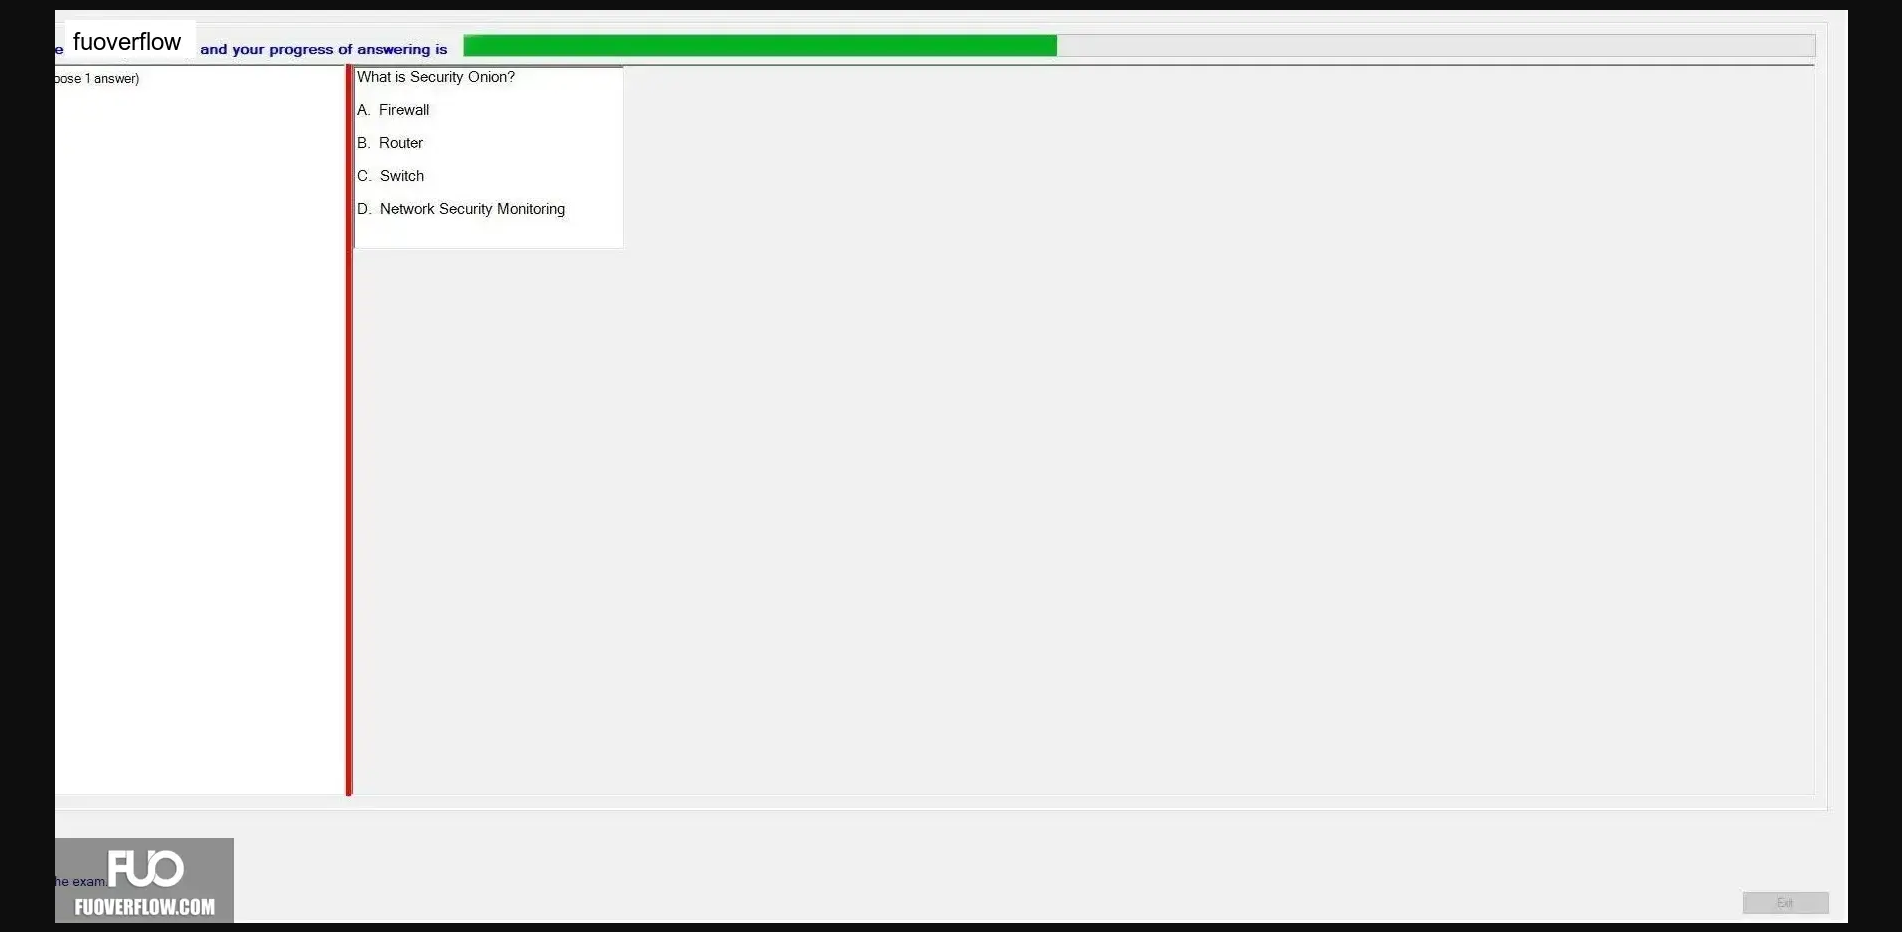 fuoverflow
e and your progress of answering is
ose 1 answer)
What is Security Onion?
A. Firewall
B. Router
C. Switch
D. Network Security Monitoring
he exam.
FUO
FUOVERFLOW.COM
Exit